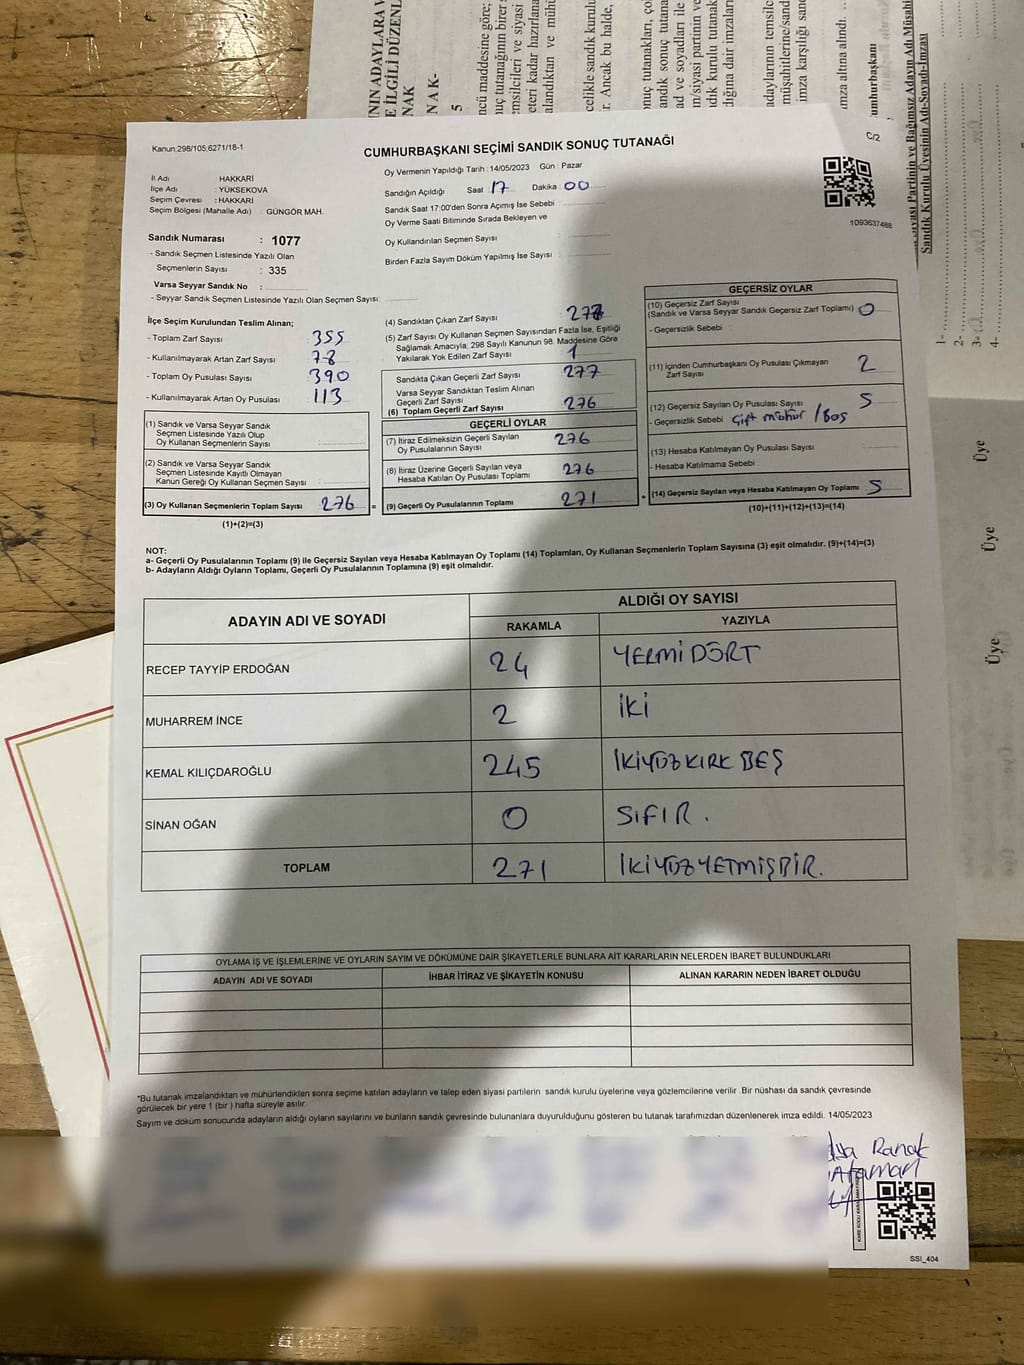 Kanun:298/105:6271/18-1
CUMHURBAŞKANI SEÇİMİ SANDIK SONUÇ TUTANAĞI
İl Adı : HAKKARİ
İlçe Adı : YÜKSEKOVA
Seçim Çevresi : HAKKARİ
Seçim Bölgesi (Mahalle Adı) : GÜNGÖR MAH.
Oy Vermenin Yapıldığı Tarih : 14/05/2023 Gün : Pazar
Sandığın Açıldığı Saat : 17 Dakika : 00
Sandık Saat 17:00'den Sonra Açımış İse Sebebi :
Oy Verme Saati Bitiminde Sırada Bekleyen ve
Oy Kullandırılan Seçmen Sayısı :
Birden Fazla Sayım Döküm Yapılmış İse Sayısı :
1093637488
Sandık Numarası : 1077
- Sandık Seçmen Listesinde Yazılı Olan
Seçmenlerin Sayısı : 335
Varsa Seyyar Sandık No :
- Seyyar Sandık Seçmen Listesinde Yazılı Olan Seçmen Sayısı:
İlçe Seçim Kurulundan Teslim Alınan;
- Toplam Zarf Sayısı : 355
- Kullanılmayarak Artan Zarf Sayısı : 78
- Toplam Oy Pusulası Sayısı : 390
- Kullanılmayarak Artan Oy Pusulası : 113
(1) Sandık ve Varsa Seyyar Sandık
Seçmen Listesinde Yazılı Olup
Oy Kullanan Seçmenlerin Sayısı :
(2) Sandık ve Varsa Seyyar Sandık
Seçmen Listesinde Kayıtlı Olmayan
Kanun Gereği Oy Kullanan Seçmen Sayısı :
(3) Oy Kullanan Seçmenlerin Toplam Sayısı : 276 =
(1)+(2)=(3)
(4) Sandıktan Çıkan Zarf Sayısı :
(5) Zarf Sayısı Oy Kullanan Seçmen Sayısından Fazla İse, Eşitliği
Sağlamak Amacıyla; 298 Sayılı Kanunun 98. Maddesine Göre
Yakılarak Yok Edilen Zarf Sayısı : 1
Sandıkta Çıkan Geçerli Zarf Sayısı : 277
Varsa Seyyar Sandıktan Teslim Alınan
Geçerli Zarf Sayısı :
(6) Toplam Geçerli Zarf Sayısı : 276
GEÇERLİ OYLAR
(7) İtiraz Edilmeksizin Geçerli Sayılan
Oy Pusulalarının Sayısı : 276
(8) İtiraz Üzerine Geçerli Sayılan veya
Hesaba Katılan Oy Pusulası Toplamı : 276
(9) Geçerli Oy Pusulalarının Toplamı : 271 +
GEÇERSİZ OYLAR
(10) Geçersiz Zarf Sayısı
(Sandık ve Varsa Seyyar Sandık Geçersiz Zarf Toplamı) : 0
- Geçersizlik Sebebi :
(11) İçinden Cumhurbaşkanı Oy Pusulası Çıkmayan
Zarf Sayısı : 2
(12) Geçersiz Sayılan Oy Pusulası Sayısı : 5
- Geçersizlik Sebebi : Çift mühür / Boş
(13) Hesaba Katılmayan Oy Pusulası Sayısı :
- Hesaba Katılmama Sebebi :
(14) Geçersiz Sayılan veya Hesaba Katılmayan Oy Toplamı : 5
(10)+(11)+(12)+(13)=(14)
NOT:
a- Geçerli Oy Pusulalarının Toplamı (9) ile Geçersiz Sayılan veya Hesaba Katılmayan Oy Toplamı (14) Toplamları, Oy Kullanan Seçmenlerin Toplam Sayısına (3) eşit olmalıdır. (9)+(14)=(3)
b- Adayların Aldığı Oyların Toplamı, Geçerli Oy Pusulalarının Toplamına (9) eşit olmalıdır.
ADAYIN ADI VE SOYADI
ALDIĞI OY SAYISI
RAKAMLA YAZIYLA
RECEP TAYYİP ERDOĞAN 24 YERMİ DÖRT
MUHARREM İNCE 2 İKİ
KEMAL KILIÇDAROĞLU 245 İKİYÜZ KIRK BEŞ
SİNAN OĞAN 0 SIFIR.
TOPLAM 271 İKİYÜZ YETMİŞ BİR.
OYLAMA İŞ VE İŞLEMLERİNE VE OYLARIN SAYIM VE DÖKÜMÜNE DAİR ŞİKAYETLERLE BUNLARA AİT KARARLARIN NELERDEN İBARET BULUNDUKLARI
ADAYIN ADI VE SOYADI İHBAR İTİRAZ VE ŞİKAYETİN KONUSU ALINAN KARARIN NEDEN İBARET OLDUĞU
*Bu tutanak imzalandıktan ve mühürlendikten sonra seçime katılan adayların ve talep eden siyasi partilerin sandık kurulu üyelerine veya gözlemcilerine verilir .Bir nüshası da sandık çevresinde
görülecek bir yere 1 (bir ) hafta süreyle asılır.
Sayım ve döküm sonucunda adayların aldığı oyların sayılarını ve bunların sandık çevresinde bulunanlara duyurulduğunu gösteren bu tutanak tarafımızdan düzenlenerek imza edildi. 14/05/2023
Ataman
SSI_404
Üye
Üye
Üye
1-
2-
3-
4-